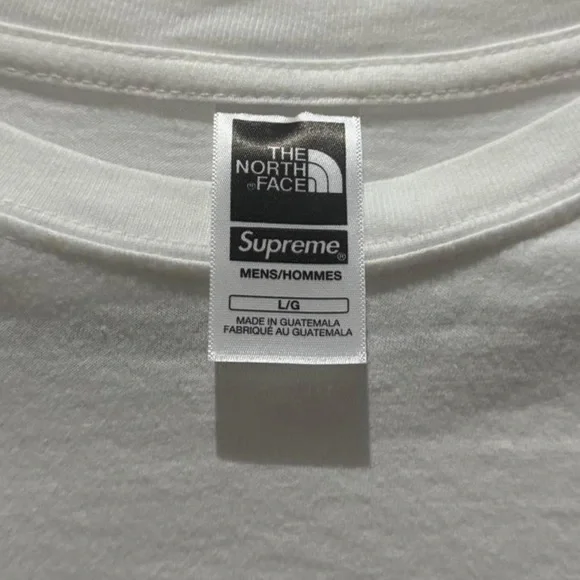 THE
NORTH
FACE
Supreme®
MENS/HOMMES
L/G
MADE IN GUATEMALA
FABRIQUÉ AU GUATEMALA